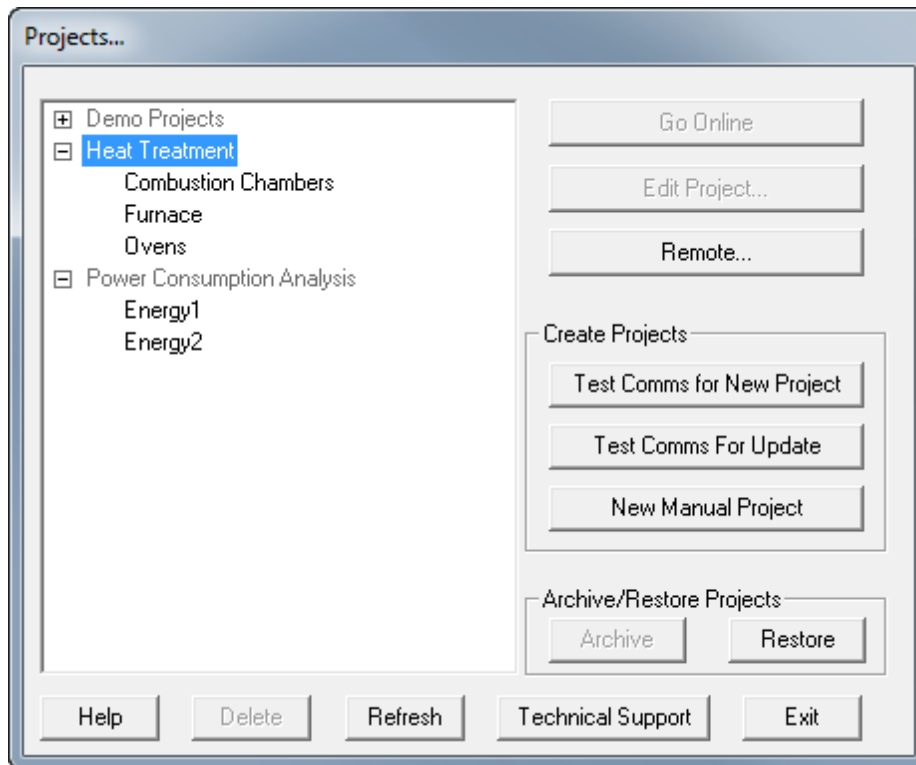 Projects...
Demo Projects
Heat Treatment
Combustion Chambers
Furnace
Ovens
Power Consumption Analysis
Energy1
Energy2
Go Online
Edit Project...
Remote...
Create Projects
Test Comms for New Project
Test Comms For Update
New Manual Project
Archive/Restore Projects
Archive
Restore
Help
Delete
Refresh
Technical Support
Exit